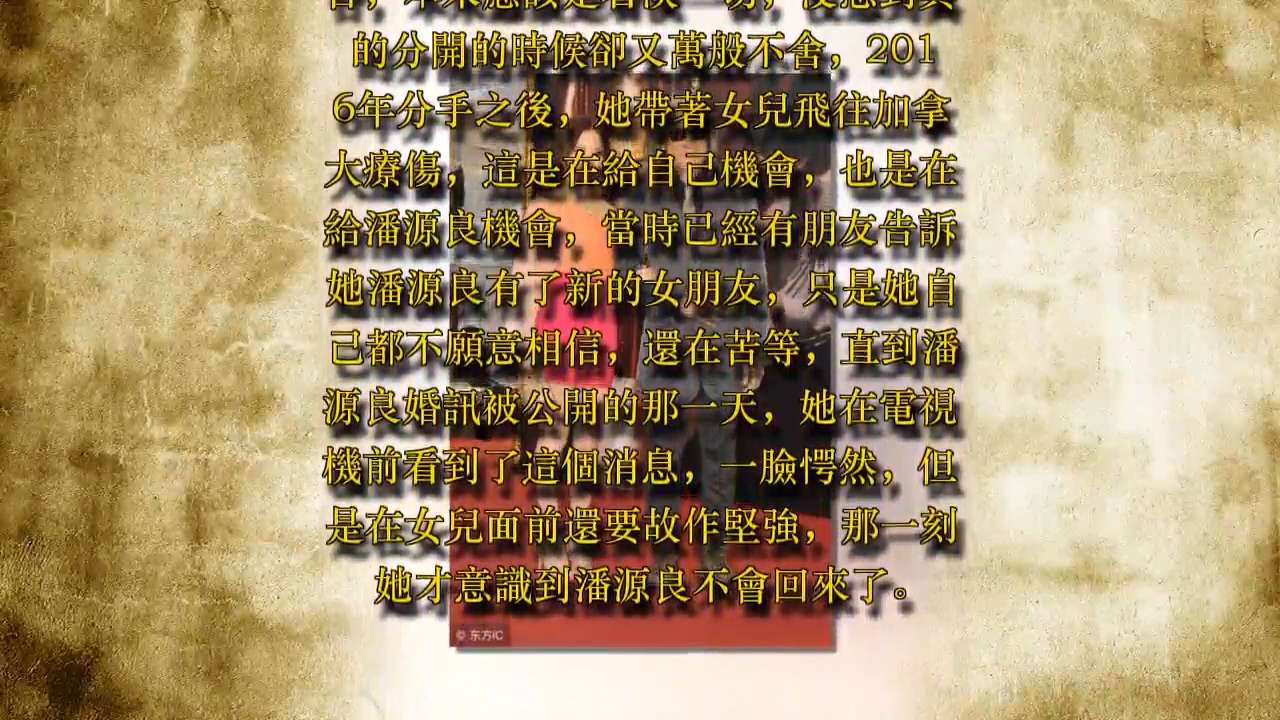 的分開的時候卻又萬般不舍，201
6年分手之後，她帶著女兒飛往加拿
大療傷，這是在給自己機會，也是在
給潘源良機會，當時已經有朋友告訴
她潘源良有了新的女朋友，只是她自
己都不願意相信，還在苦等，直到潘
源良婚訊被公開的那一天，她在電視
機前看到了這個消息，一臉愕然，但
是在女兒面前還要故作堅強，那一刻
她才意識到潘源良不會回來了。
© 东方IC